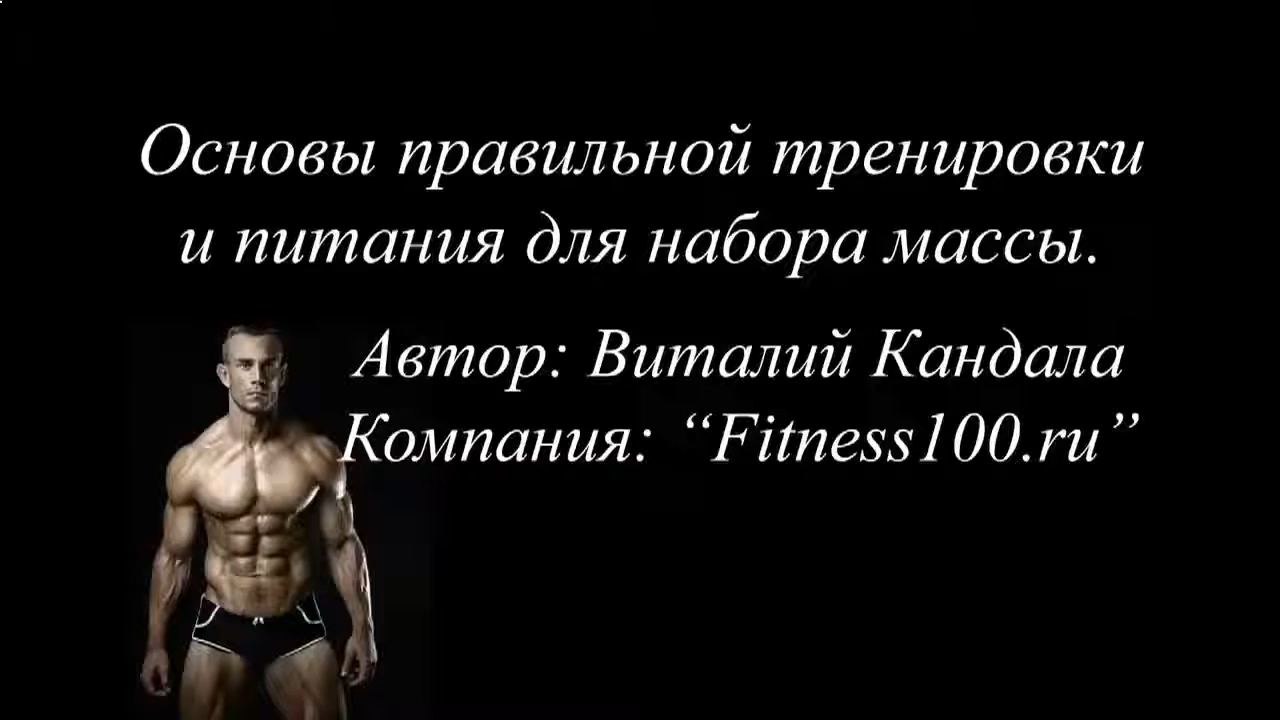 Основы правильной тренировки
и питания для набора массы.
Автор: Виталий Кандала
Компания: “Fitness100.ru”